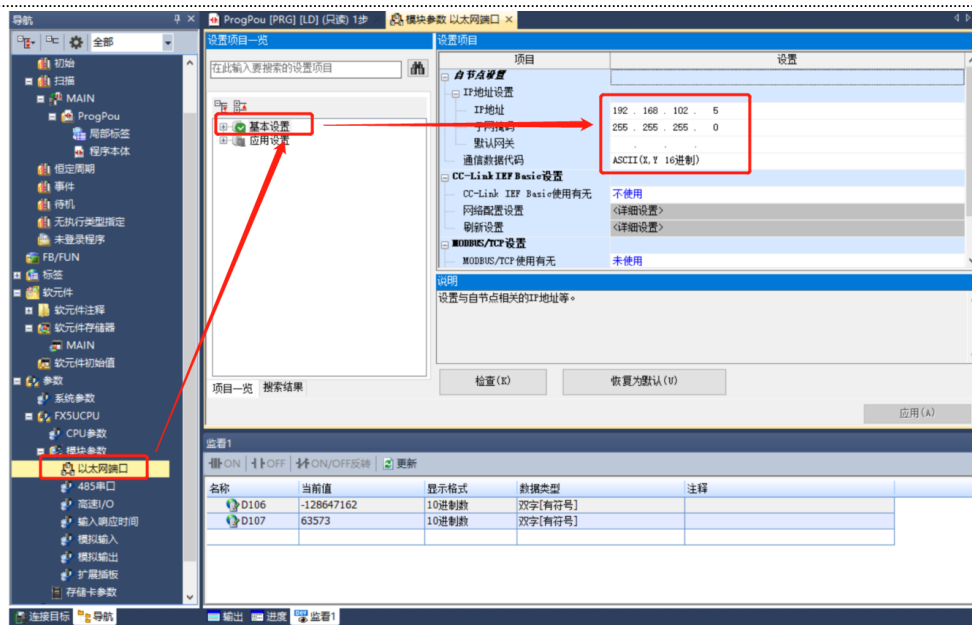 导航
全部
初始
扫描
MAIN
ProgPou
局部标签
程序本体
恒定周期
事件
待机
无执行类型指定
未登录程序
FB/FUN
标签
软元件
软元件注释
软元件存储器
MAIN
软元件初始值
参数
系统参数
FX5UCPU
CPU参数
模块参数
以太网端口
485串口
高速I/O
输入响应时间
模拟输入
模拟输出
扩展插板
存储卡参数
连接目标 导航
ProgPou [PRG] [LD] (只读) 1步 模块参数 以太网端口
设置项目一览
在此输入要搜索的设置项目
基本设置
应用设置
项目一览 搜索结果
设置项目
项目 设置
自节点设置
IP地址设置
IP地址 192 . 168 . 102 . 5
子网掩码 255 . 255 . 255 . 0
默认网关 . . .
通信数据代码 ASCII(X,Y 16进制)
CC-Link IEF Basic设置
CC-Link IEF Basic使用有无 不使用
网络配置设置 <详细设置>
刷新设置 <详细设置>
MODBUS/TCP设置
MODBUS/TCP使用有无 未使用
说明
设置与自节点相关的IP地址等。
检查(K) 恢复为默认(U)
应用(A)
监看1
ON OFF ON/OFF反转 更新
名称 当前值 显示格式 数据类型 注释
D106 -128647162 10进制数 双字[有符号]
D107 63573 10进制数 双字[有符号]
输出 进度 监看1